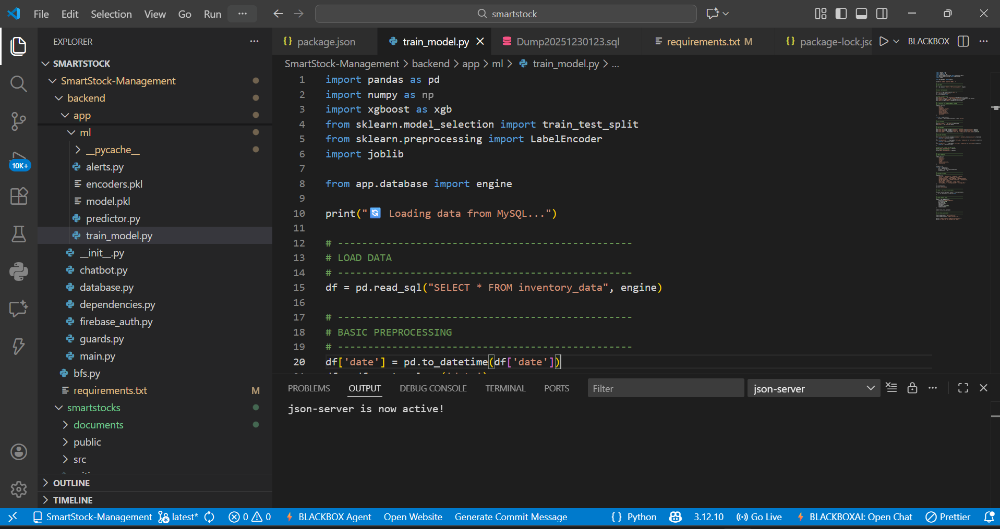 File Edit Selection View Go Run ··· smartstock
EXPLORER ···
SMARTSTOCK
SmartStock-Management
backend
app
ml
__pycache__
alerts.py
encoders.pkl
model.pkl
predictor.py
train_model.py
__init__.py
chatbot.py
database.py
dependencies.py
firebase_auth.py
guards.py
main.py
bfs.py
requirements.txt M
smartstocks
documents
public
src
OUTLINE
TIMELINE
10K+
{} package.json train_model.py Dump20251230123.sql requirements.txt M {} package-lock.jsc BLACKBOX ···
SmartStock-Management > backend > app > ml > train_model.py > ...
1 import pandas as pd
2 import numpy as np
3 import xgboost as xgb
4 from sklearn.model_selection import train_test_split
5 from sklearn.preprocessing import LabelEncoder
6 import joblib
7
8 from app.database import engine
9
10 print("🔄 Loading data from MySQL...")
11
12 # -------------------------------------------------
13 # LOAD DATA
14 # -------------------------------------------------
15 df = pd.read_sql("SELECT * FROM inventory_data", engine)
16
17 # -------------------------------------------------
18 # BASIC PREPROCESSING
19 # -------------------------------------------------
20 df['date'] = pd.to_datetime(df['date'])
PROBLEMS OUTPUT DEBUG CONSOLE TERMINAL PORTS Filter json-server ···
json-server is now active!
SmartStock-Management latest* 0 0 BLACKBOX Agent Open Website Generate Commit Message {} Python 3.12.10 Go Live BLACKBOXAI: Open Chat Prettier